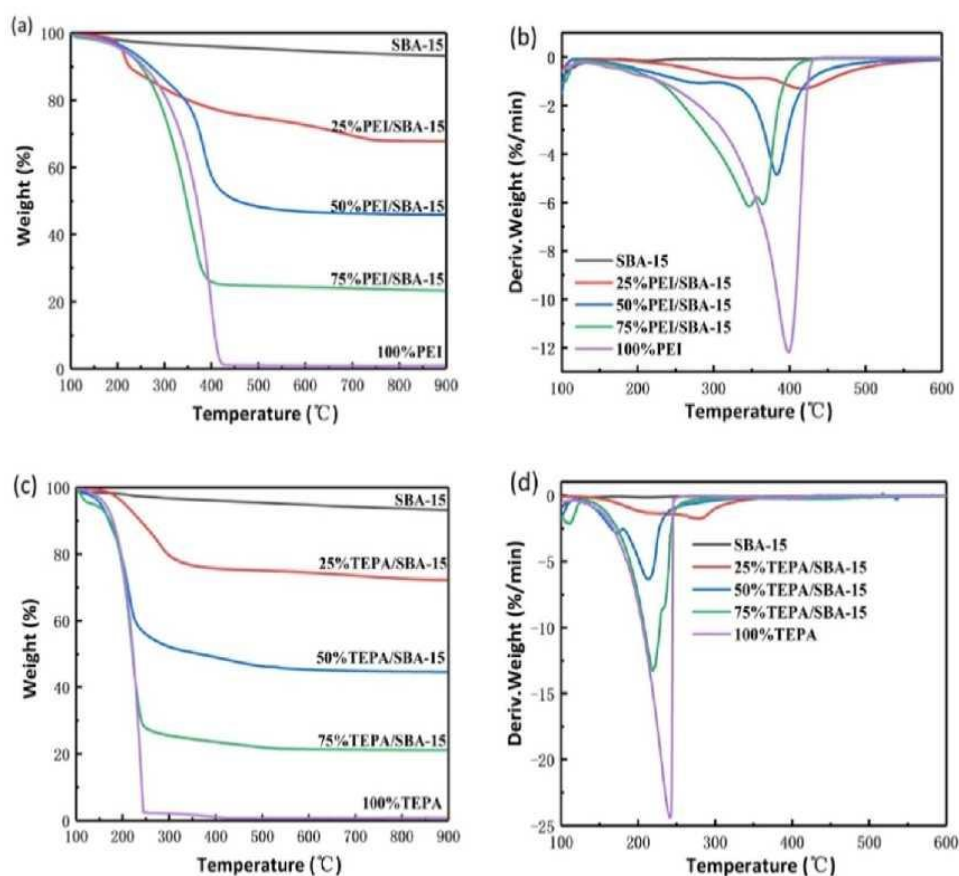 (a)
100
80
60
40
20
0
Weight (%)
SBA-15
25%PEI/SBA-15
50%PEI/SBA-15
75%PEI/SBA-15
100%PEI
100 200 300 400 500 600 700 800 900
Temperature (℃)
(b)
0
-2
-4
-6
-8
-10
-12
Deriv.Weight (%/min)
SBA-15
25%PEI/SBA-15
50%PEI/SBA-15
75%PEI/SBA-15
100%PEI
100 200 300 400 500 600
Temperature (℃)
(c)
100
80
60
40
20
0
Weight (%)
SBA-15
25%TEPA/SBA-15
50%TEPA/SBA-15
75%TEPA/SBA-15
100%TEPA
100 200 300 400 500 600 700 800 900
Temperature (℃)
(d)
0
-5
-10
-15
-20
-25
Deriv.Weight (%/min)
SBA-15
25%TEPA/SBA-15
50%TEPA/SBA-15
75%TEPA/SBA-15
100%TEPA
100 200 300 400 500 600
Temperature (℃)